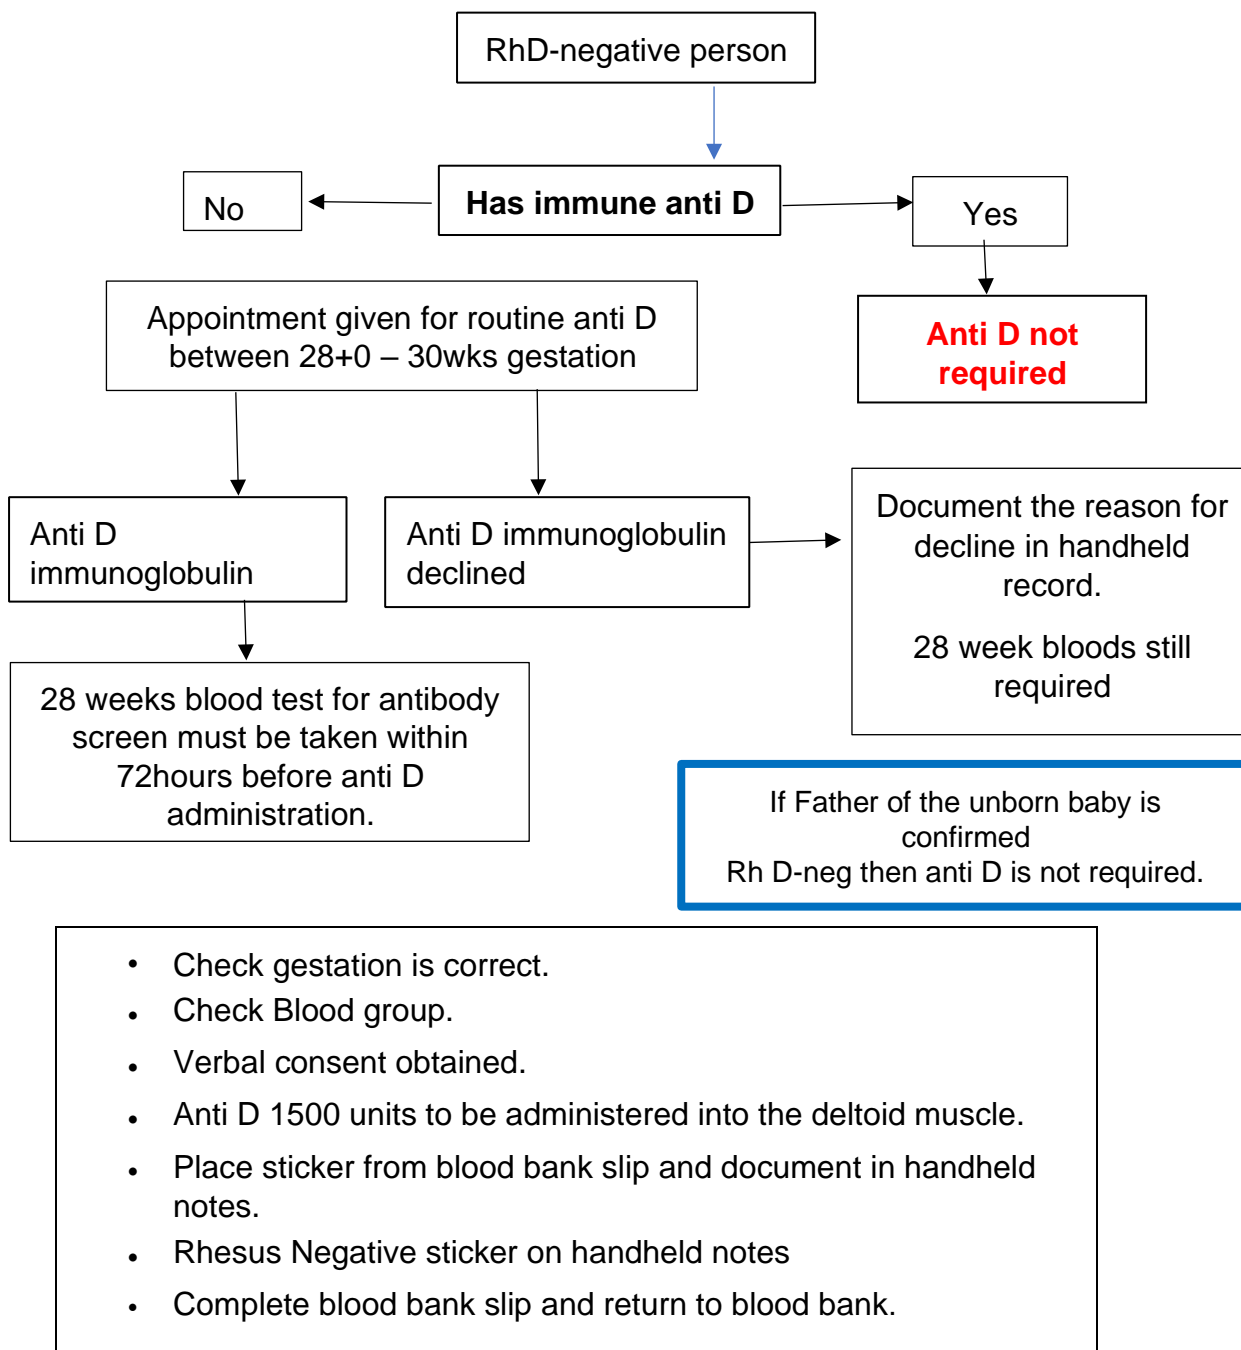 RhD-negative person
No
Has immune anti D
Yes
Appointment given for routine anti D
between 28+0 – 30wks gestation
Anti D not
required
Anti D
immunoglobulin
Anti D immunoglobulin
declined
Document the reason for
decline in handheld
record.
28 week bloods still
required
28 weeks blood test for antibody
screen must be taken within
72hours before anti D
administration.
If Father of the unborn baby is
confirmed
Rh D-neg then anti D is not required.
• Check gestation is correct.
• Check Blood group.
• Verbal consent obtained.
• Anti D 1500 units to be administered into the deltoid muscle.
• Place sticker from blood bank slip and document in handheld
notes.
• Rhesus Negative sticker on handheld notes
• Complete blood bank slip and return to blood bank.